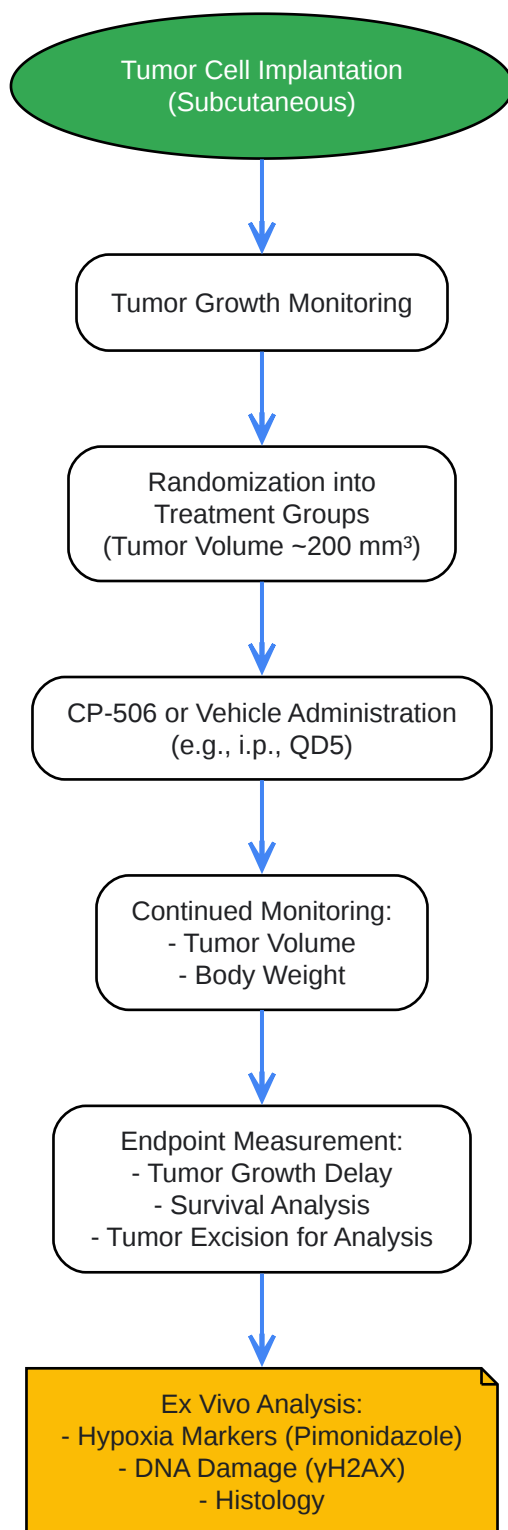 Tumor Cell Implantation
(Subcutaneous)
Tumor Growth Monitoring
Randomization into
Treatment Groups
(Tumor Volume ~200 mm³)
CP-506 or Vehicle Administration
(e.g., i.p., QD5)
Continued Monitoring:
- Tumor Volume
- Body Weight
Endpoint Measurement:
- Tumor Growth Delay
- Survival Analysis
- Tumor Excision for Analysis
Ex Vivo Analysis:
- Hypoxia Markers (Pimonidazole)
- DNA Damage (γH2AX)
- Histology